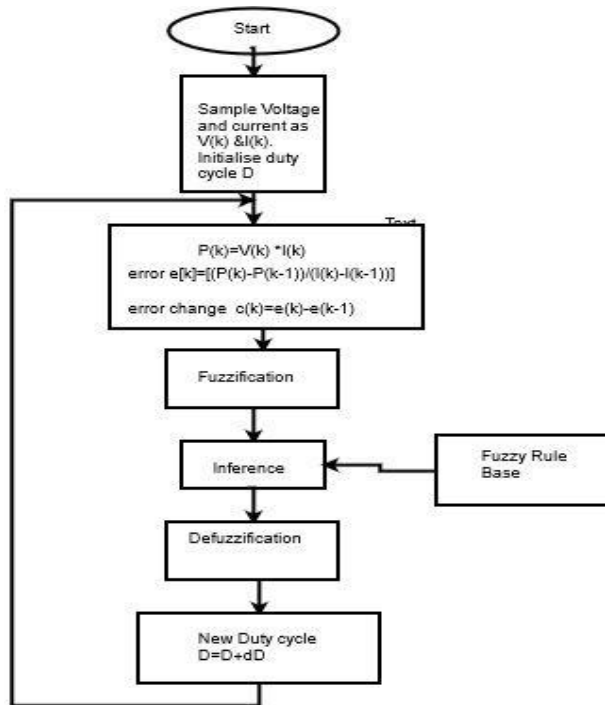 Start
Sample Voltage
and current as
V(k) &I(k).
Initialise duty
cycle D
Text
P(k)=V(k) *I(k)
error e[k]=[(P(k)-P(k-1))/(I(k)-I(k-1))]
error change c(k)=e(k)-e(k-1)
Fuzzification
Inference
Fuzzy Rule
Base
Defuzzification
New Duty cycle
D=D+dD